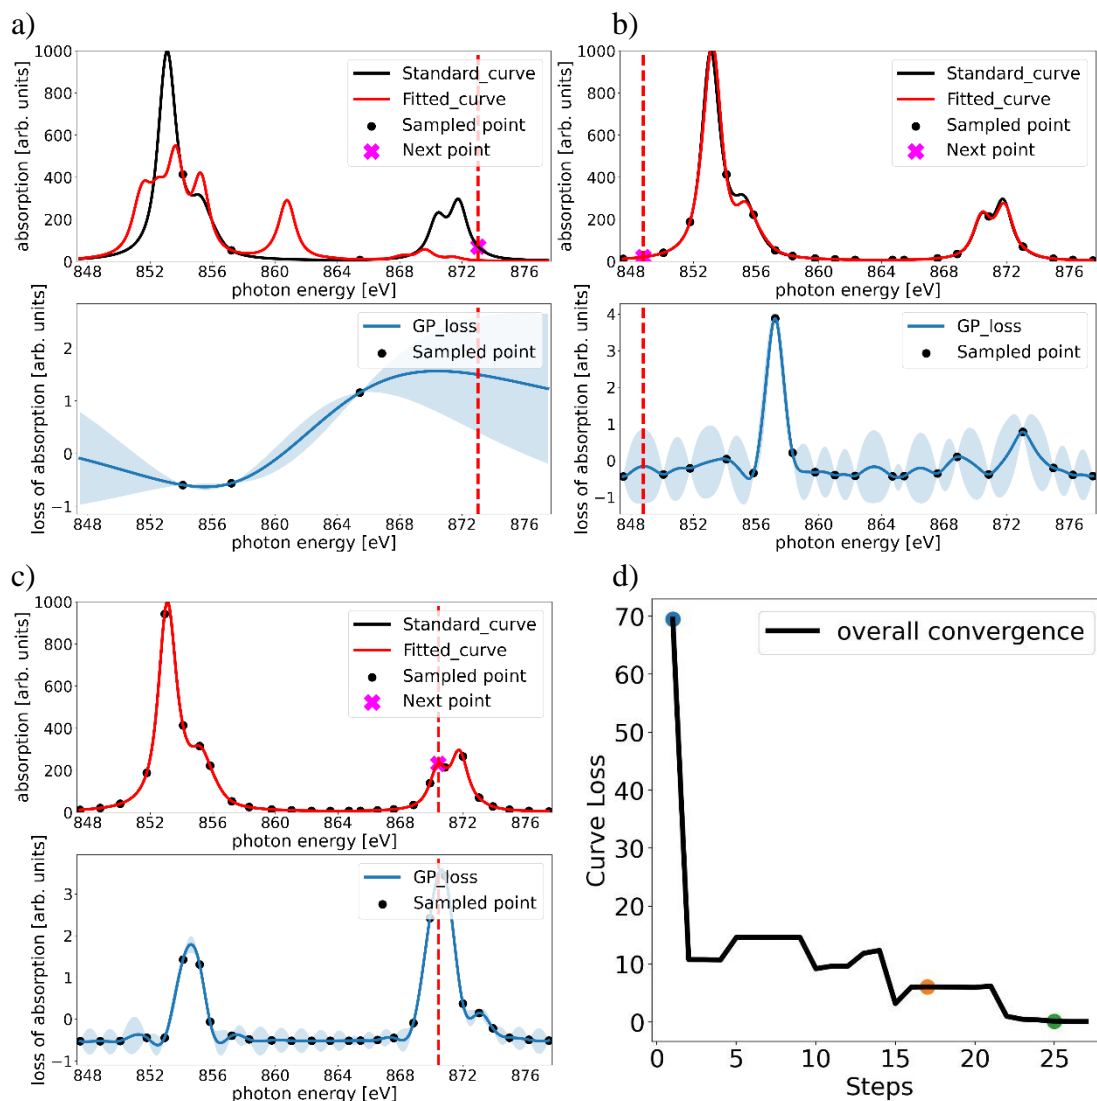 a)
1000
800
600
400
200
0
absorption [arb. units]
Standard_curve
Fitted_curve
Sampled point
Next point
848 852 856 860 864 868 872 876
photon energy [eV]
2
1
0
−1
loss of absorption [arb. units]
GP_loss
Sampled point
848 852 856 860 864 868 872 876
photon energy [eV]
b)
1000
800
600
400
200
0
absorption [arb. units]
Standard_curve
Fitted_curve
Sampled point
Next point
848 852 856 860 864 868 872 876
photon energy [eV]
4
3
2
1
0
−1
loss of absorption [arb. units]
GP_loss
Sampled point
848 852 856 860 864 868 872 876
photon energy [eV]
c)
1000
800
600
400
200
0
absorption [arb. units]
Standard_curve
Fitted_curve
Sampled point
Next point
848 852 856 860 864 868 872 876
photon energy [eV]
3
2
1
0
−1
loss of absorption [arb. units]
GP_loss
Sampled point
848 852 856 860 864 868 872 876
photon energy [eV]
d)
70
60
50
40
30
20
10
0
Curve Loss
overall convergence
0 5 10 15 20 25
Steps